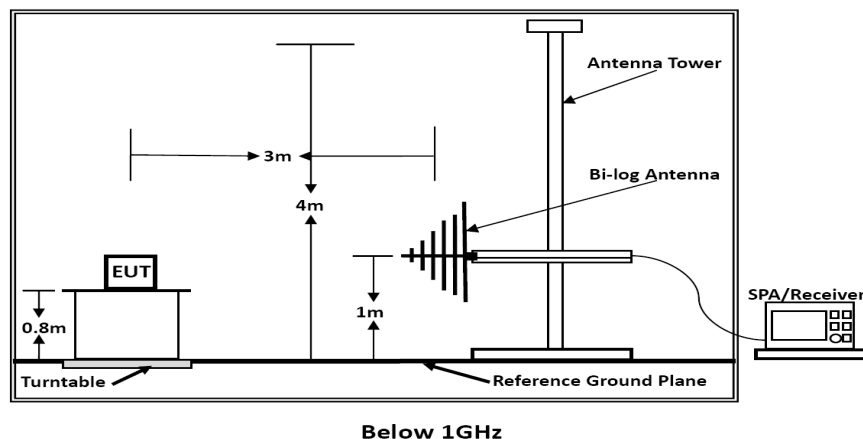 Antenna Tower
3m
Bi-log Antenna
4m
EUT
SPA/Receiver
0.8m
1m
Turntable
Reference Ground Plane
Below 1GHz